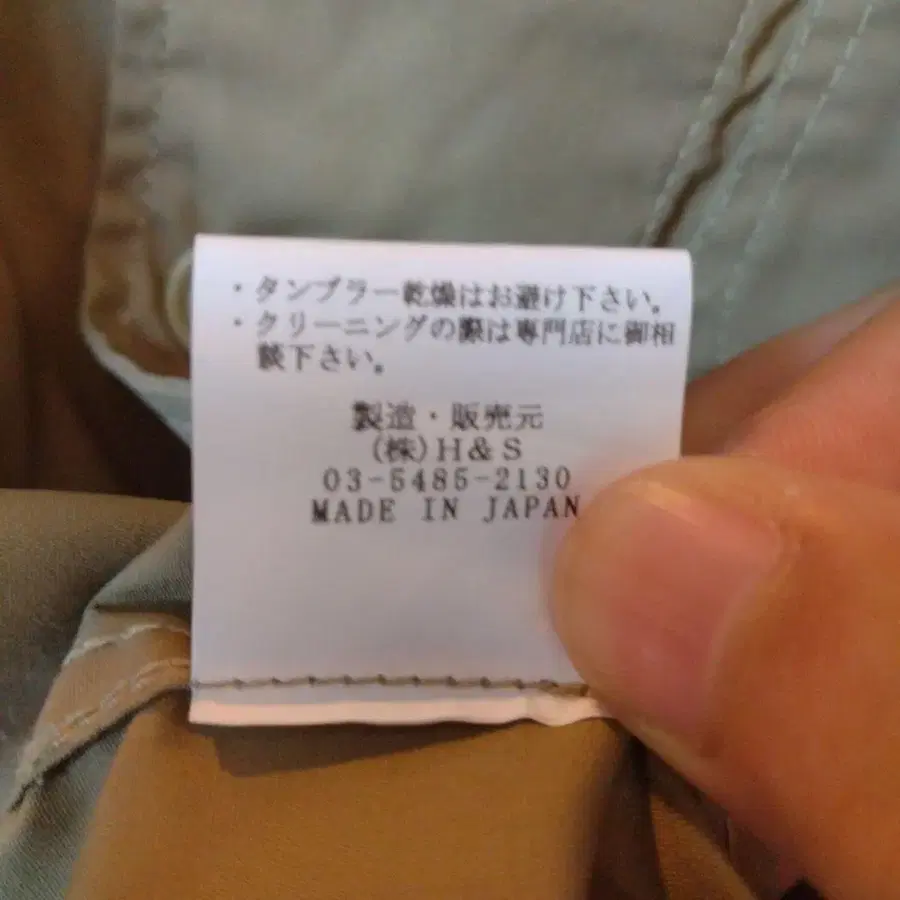 ・タンブラー乾燥はお避け下さい。
・クリーニングの際は専門店に御相
談下さい。
製造・販売元
(株)H&S
03-5485-2130
MADE IN JAPAN